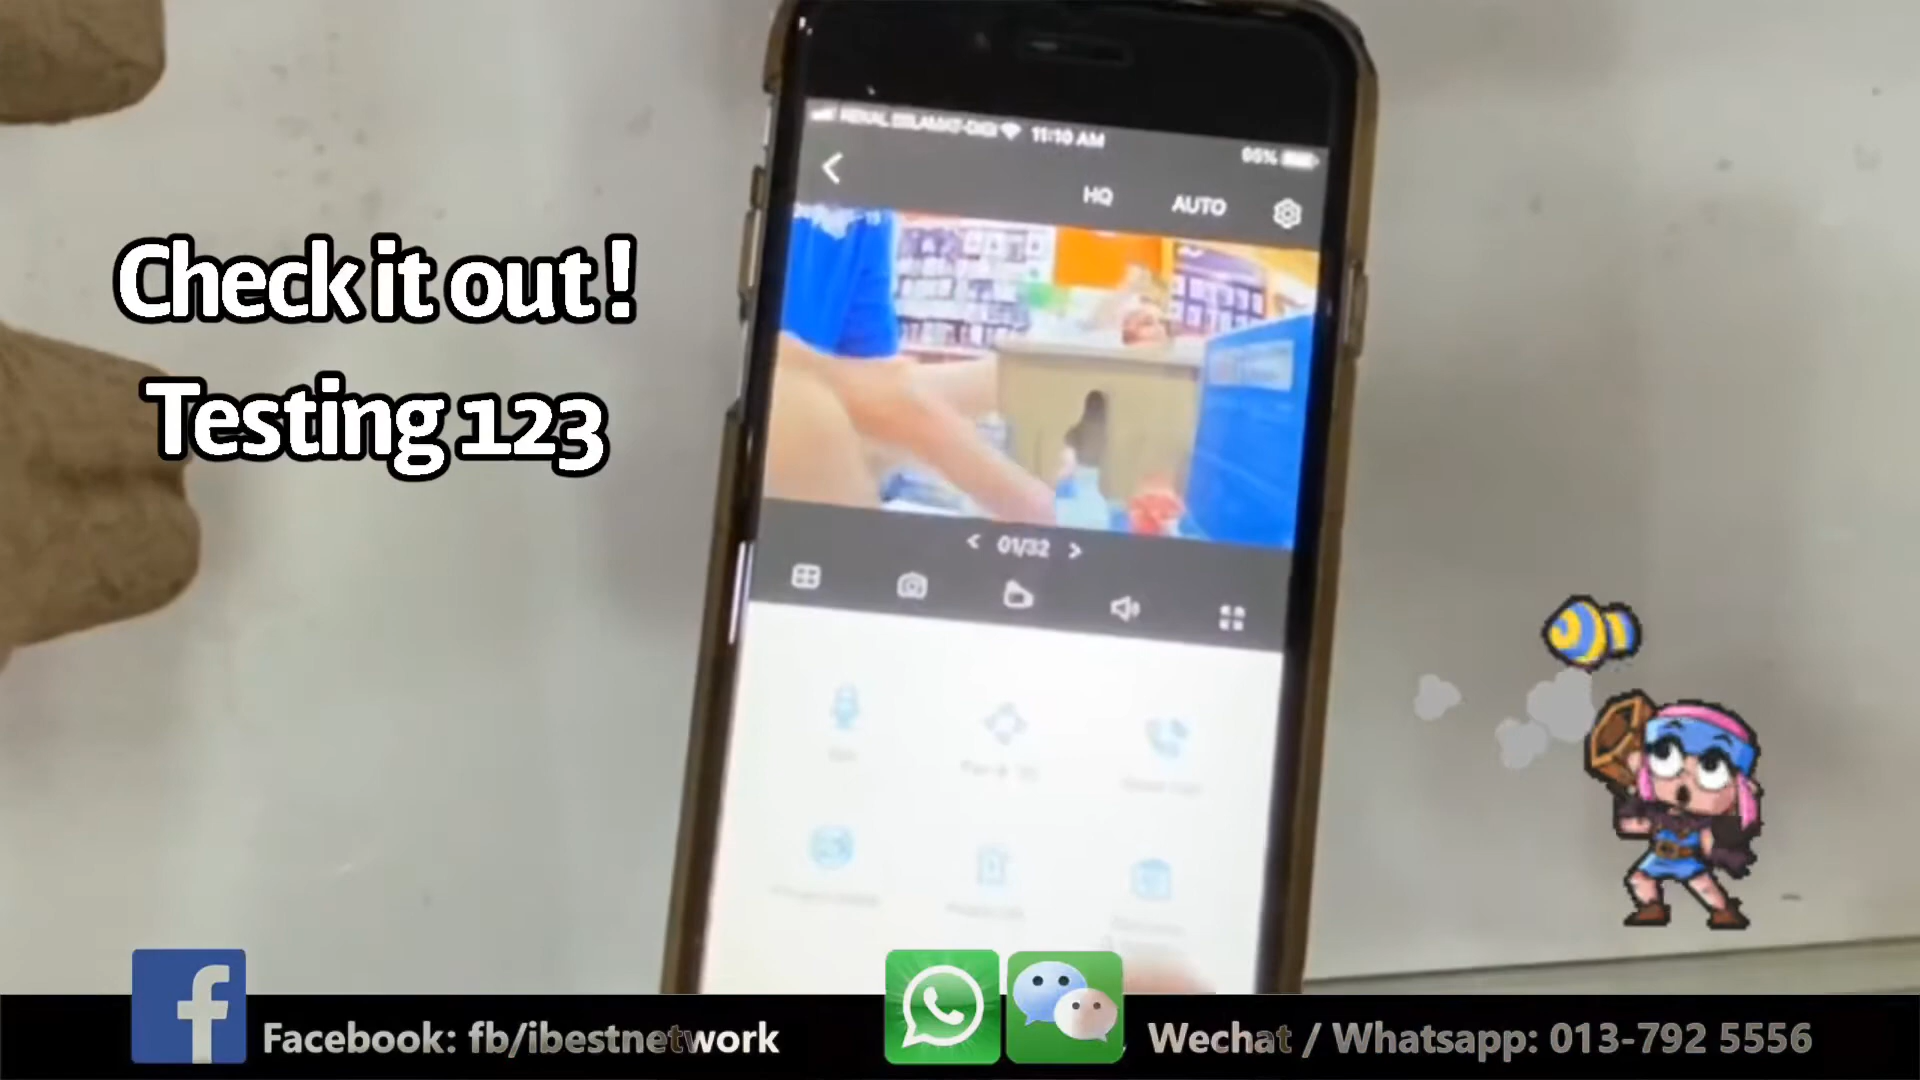 Check it out !
Testing 123
11:10 AM
HQ
AUTO
< 01/32 >
Facebook: fb/ibestnetwork
Wechat / Whatsapp: 013-792 5556